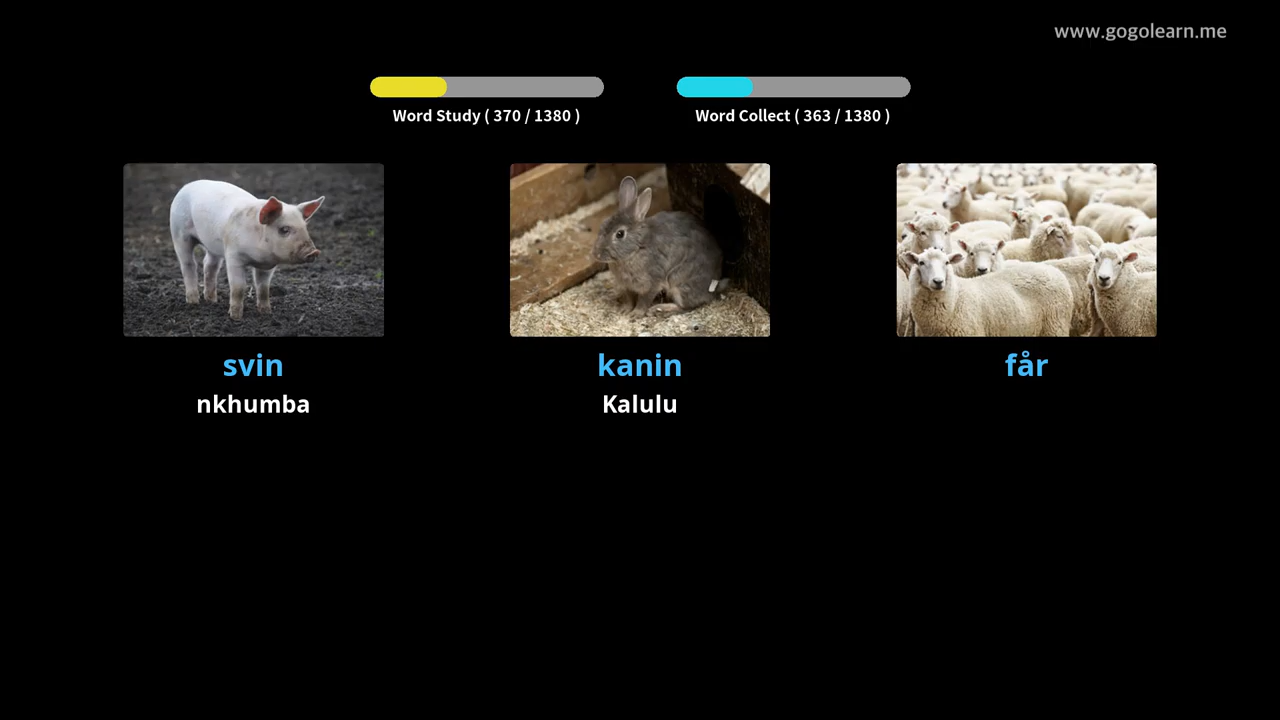 www.gogolearn.me
Word Study ( 370 / 1380 )
Word Collect ( 363 / 1380 )
svin
kanin
får
nkhumba
Kalulu